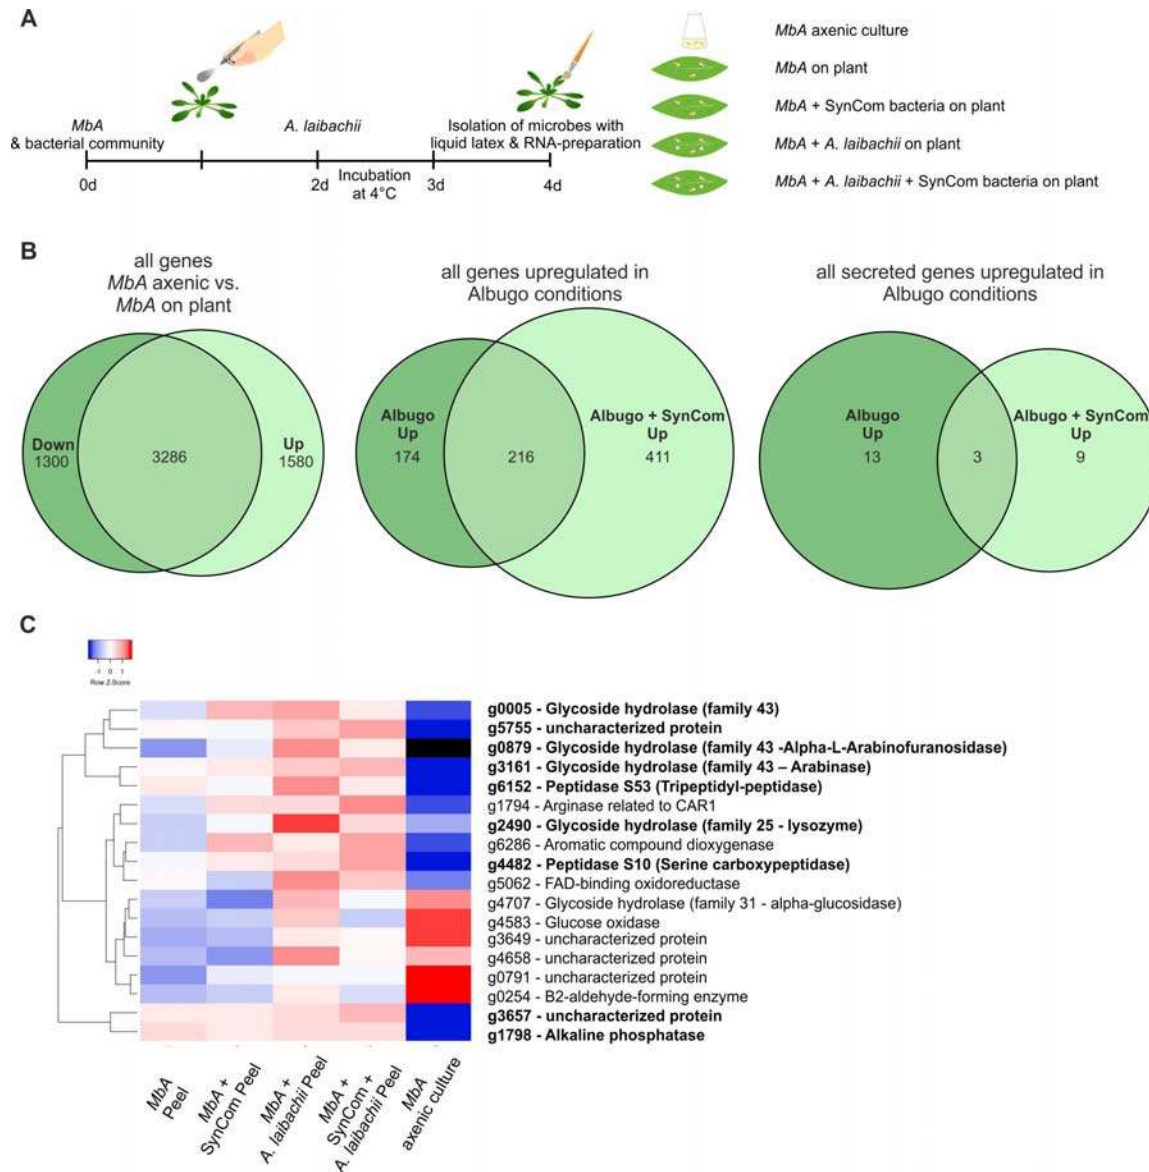 A
MbA
& bacterial community
A. laibachii
Isolation of microbes with
liquid latex & RNA-preparation
0d
2d
Incubation
at 4°C
3d
4d
MbA axenic culture
MbA on plant
MbA + SynCom bacteria on plant
MbA + A. laibachii on plant
MbA + A. laibachii + SynCom bacteria on plant
B
all genes
MbA axenic vs.
MbA on plant
Down
1300
3286
Up
1580
all genes upregulated in
Albugo conditions
Albugo
Up
174
216
Albugo + SynCom
Up
411
all secreted genes upregulated in
Albugo conditions
Albugo
Up
13
3
Albugo + SynCom
Up
9
C
-1 0 1
Row Z-Score
g0005 - Glycoside hydrolase (family 43)
g5755 - uncharacterized protein
g0879 - Glycoside hydrolase (family 43 -Alpha-L-Arabinofuranosidase)
g3161 - Glycoside hydrolase (family 43 – Arabinase)
g6152 - Peptidase S53 (Tripeptidyl-peptidase)
g1794 - Arginase related to CAR1
g2490 - Glycoside hydrolase (family 25 - lysozyme)
g6286 - Aromatic compound dioxygenase
g4482 - Peptidase S10 (Serine carboxypeptidase)
g5062 - FAD-binding oxidoreductase
g4707 - Glycoside hydrolase (family 31 - alpha-glucosidase)
g4583 - Glucose oxidase
g3649 - uncharacterized protein
g4658 - uncharacterized protein
g0791 - uncharacterized protein
g0254 - B2-aldehyde-forming enzyme
g3657 - uncharacterized protein
g1798 - Alkaline phosphatase
MbA
Peel
MbA +
SynCom Peel
MbA +
A. laibachii Peel
MbA +
SynCom +
A. laibachii Peel
MbA
axenic culture